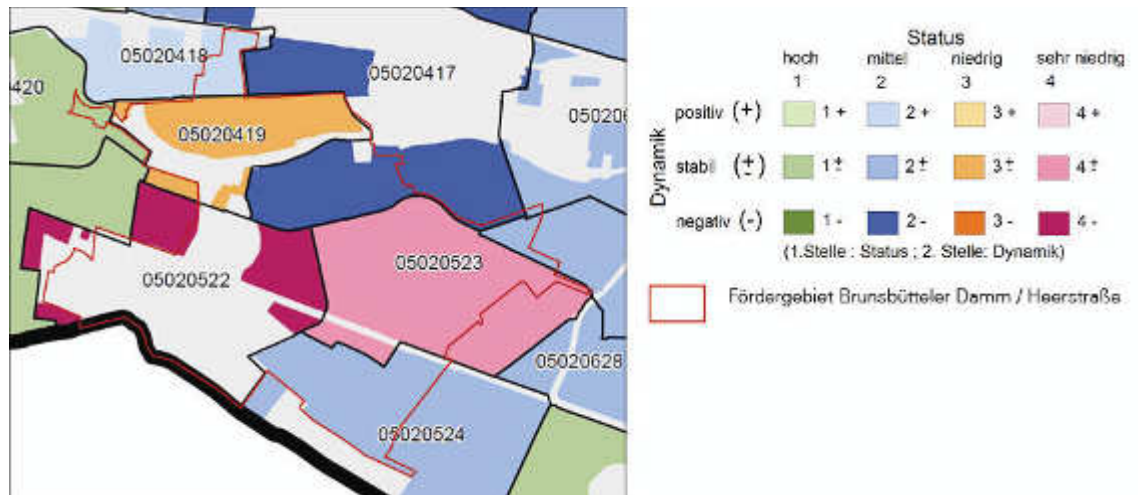 05020418
05020417
420
050206
05020419
05020523
05020522
05020628
05020524
Status
hoch mittel niedrig sehr niedrig
1 2 3 4
Dynamik
positiv (+) 1 + 2 + 3 + 4 +
stabil (±) 1 ± 2 ± 3 ± 4 ±
negativ (-) 1 - 2 - 3 - 4 -
(1.Stelle : Status ; 2. Stelle: Dynamik)
Fördergebiet Brunsbütteler Damm / Heerstraße